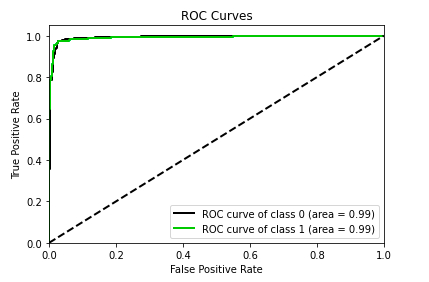 ROC Curves
1.0
0.8
0.6
0.4
0.2
0.0
True Positive Rate
ROC curve of class 0 (area = 0.99)
ROC curve of class 1 (area = 0.99)
0.0 0.2 0.4 0.6 0.8 1.0
False Positive Rate